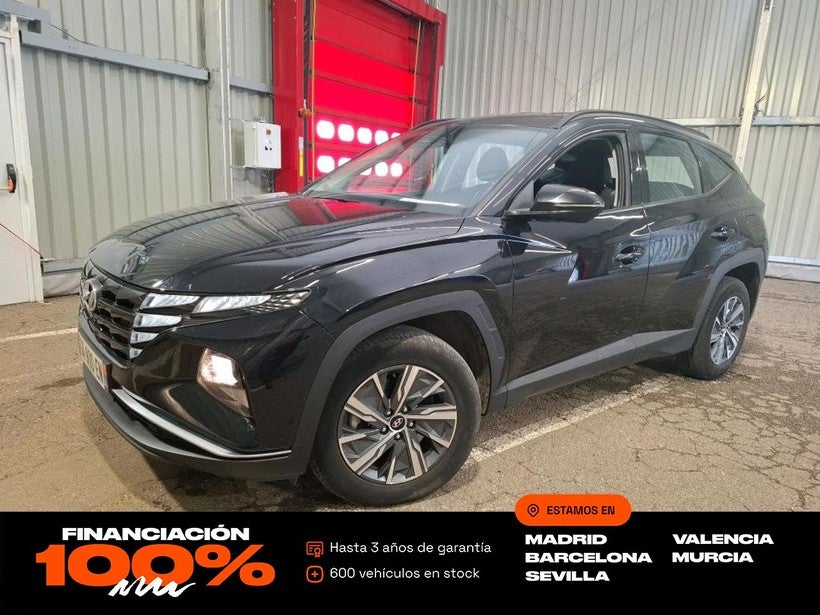 FINANCIACIÓN
100%
Hasta 3 años de garantía
600 vehículos en stock
ESTAMOS EN
MADRID
BARCELONA
SEVILLA
VALENCIA
MURCIA